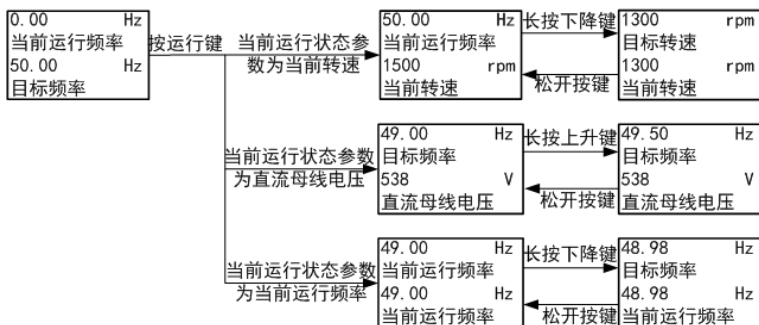 0.00 Hz
当前运行频率
50.00 Hz
目标频率
按运行键
当前运行状态参
数为当前转速
50.00 Hz
当前运行频率
1500 rpm
当前转速
长按下降键
松开按键
1300 rpm
目标转速
1300 rpm
当前转速
当前运行状态参数
为直流母线电压
49.00 Hz
目标频率
538 V
直流母线电压
长按上升键
松开按键
49.50 Hz
目标频率
538 V
直流母线电压
当前运行状态参数
为当前运行频率
49.00 Hz
当前运行频率
49.00 Hz
当前运行频率
长按下降键
松开按键
48.98 Hz
目标频率
48.98 Hz
当前运行频率